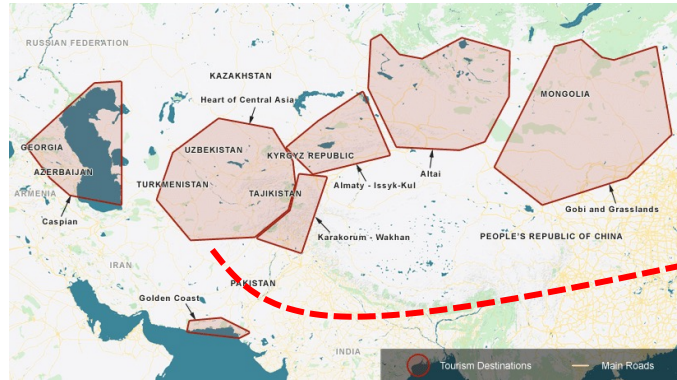 RUSSIAN FEDERATION
KAZAKHSTAN
Heart of Central Asia
MONGOLIA
GEORGIA
UZBEKISTAN
KYRGYZ REPUBLIC
AZERBAIJAN
TURKMENISTAN
TAJIKISTAN
Almaty - Issyk-Kul
Altai
ARMENIA
Caspian
Gobi and Grasslands
Karakorum - Wakhan
PEOPLE'S REPUBLIC OF CHINA
IRAN
PAKISTAN
Golden Coast
INDIA
Tourism Destinations
Main Roads